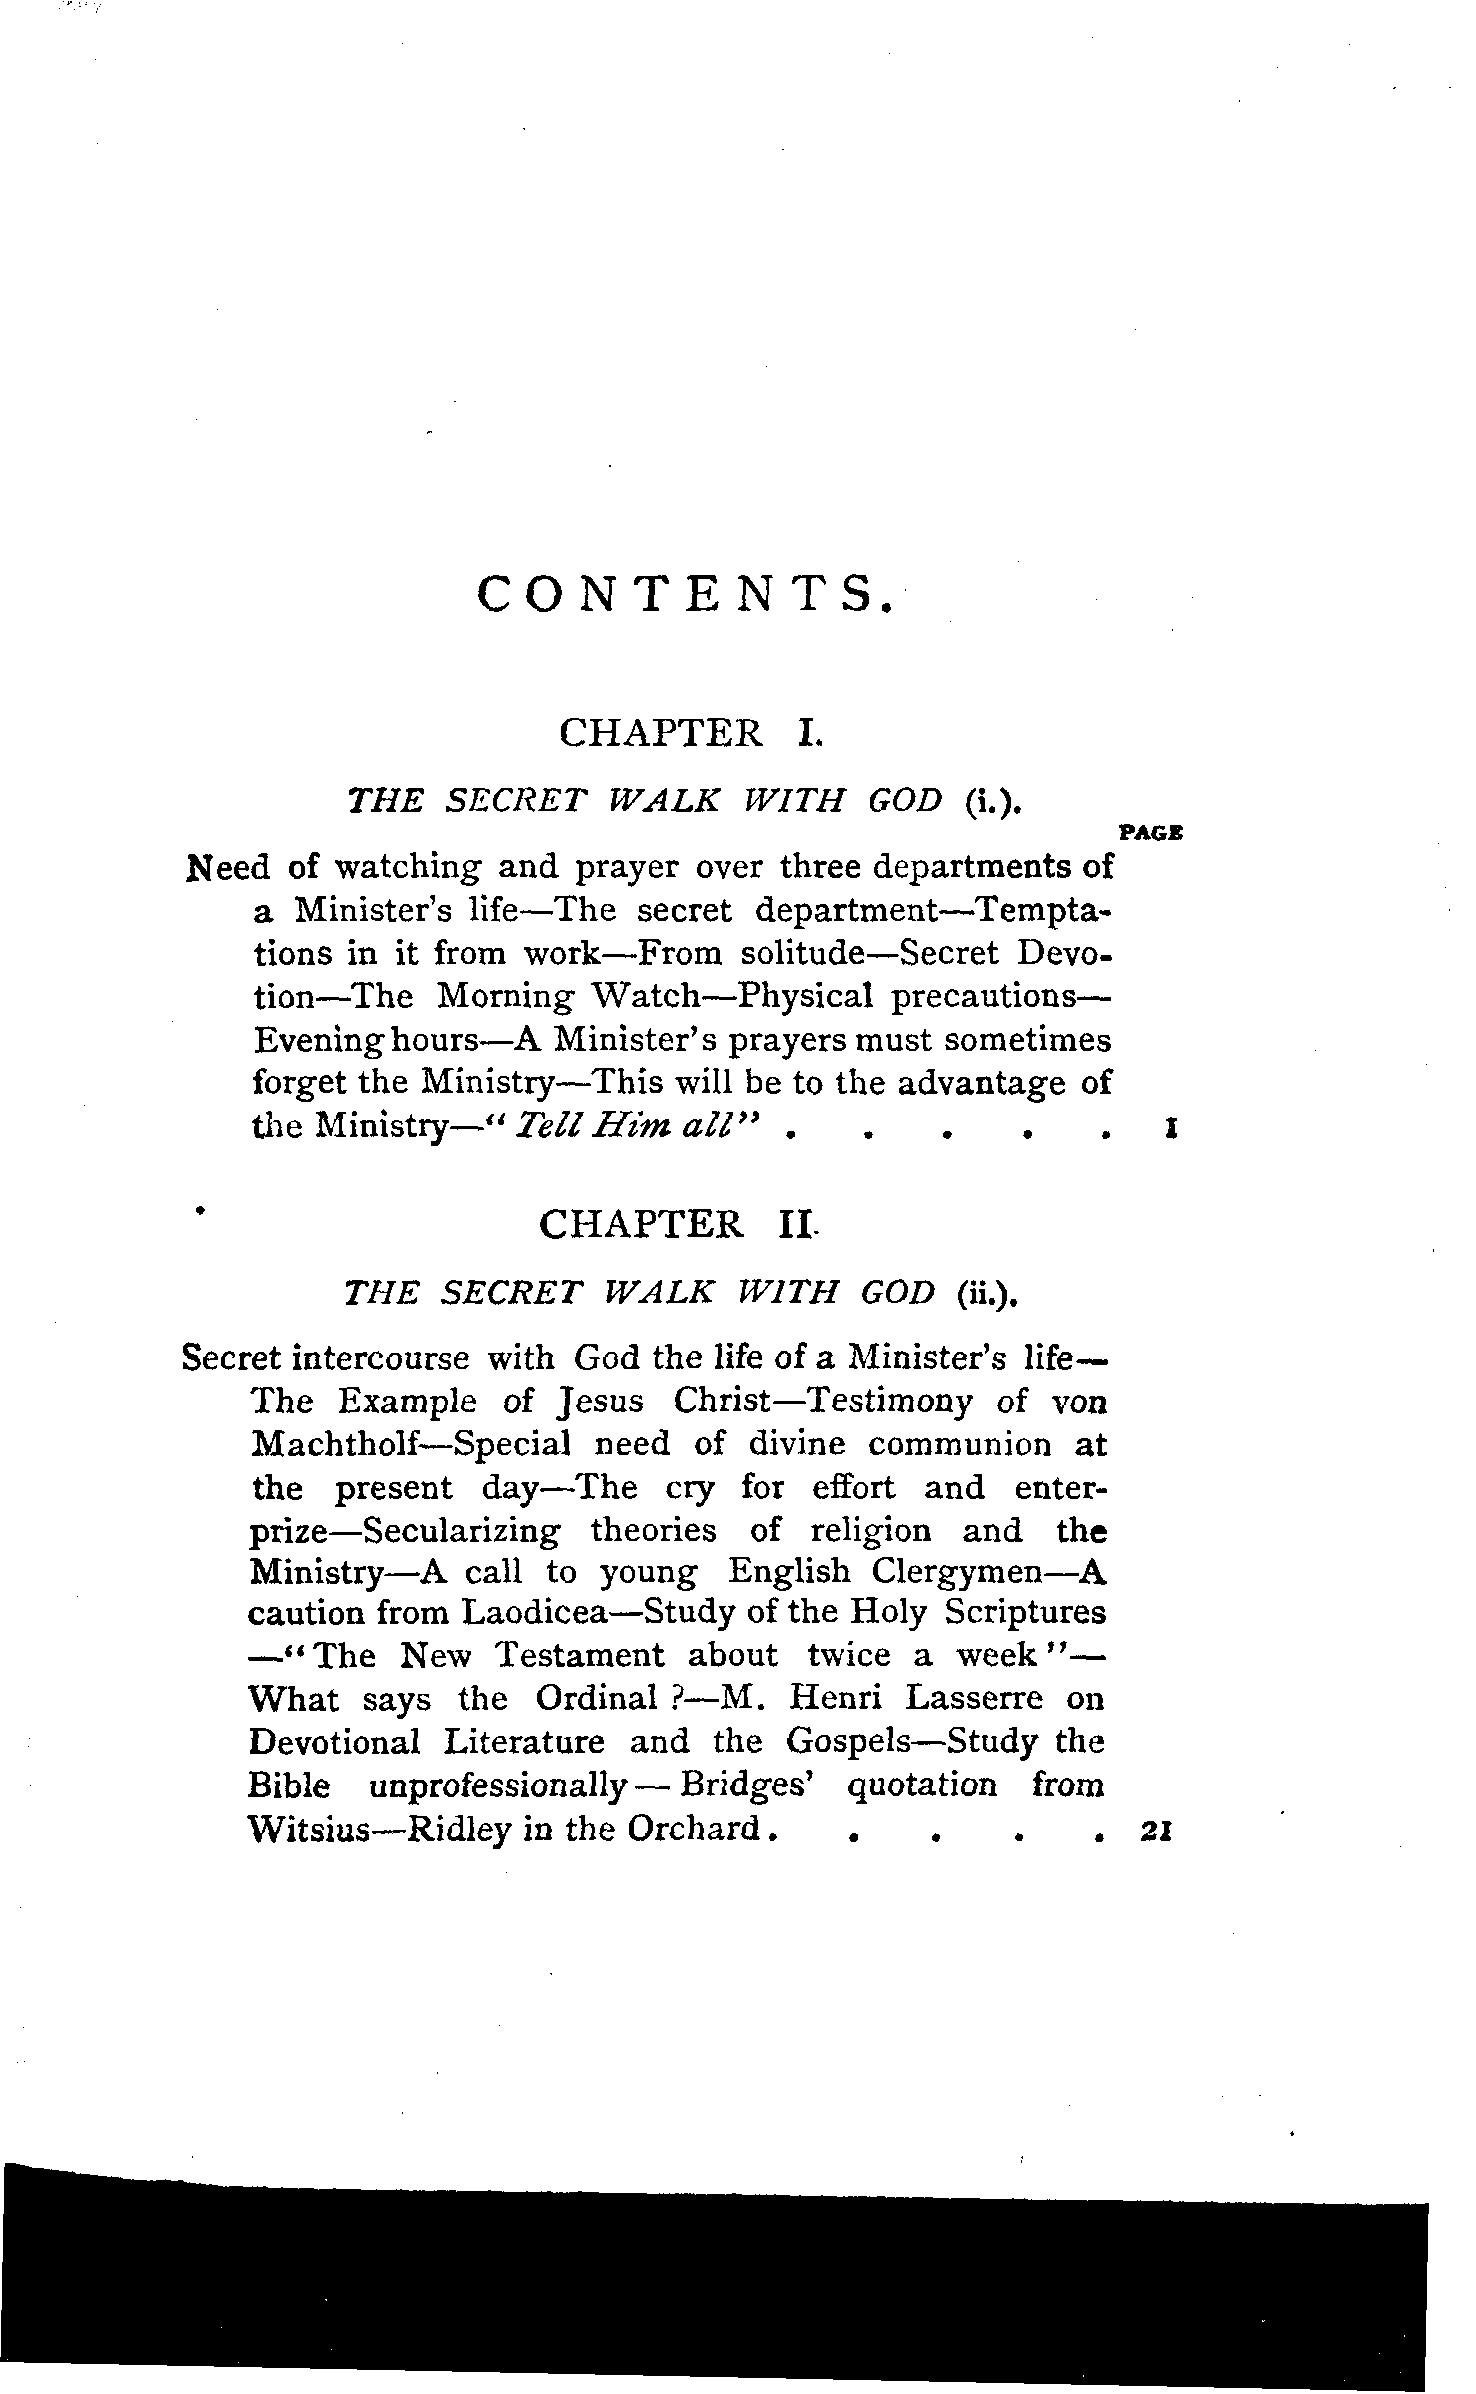 CONTENTS.
CHAPTER I.
THE SECRET WALK WITH GOD (i.).
PAGE
Need of watching and prayer over three departments of
a Minister's life—The secret department—Tempta-
tions in it from work—From solitude—Secret Devo-
tion—The Morning Watch—Physical precautions—
Evening hours—A Minister's prayers must sometimes
forget the Ministry—This will be to the advantage of
the Ministry—“Tell Him all” . . . . . 1
CHAPTER II.
THE SECRET WALK WITH GOD (ii.).
Secret intercourse with God the life of a Minister's life—
The Example of Jesus Christ—Testimony of von
Machtholf—Special need of divine communion at
the present day—The cry for effort and enter-
prize—Secularizing theories of religion and the
Ministry—A call to young English Clergymen—A
caution from Laodicea—Study of the Holy Scriptures
—“The New Testament about twice a week”—
What says the Ordinal?—M. Henri Lasserre on
Devotional Literature and the Gospels—Study the
Bible unprofessionally—Bridges' quotation from
Witsius—Ridley in the Orchard . . . . . 21